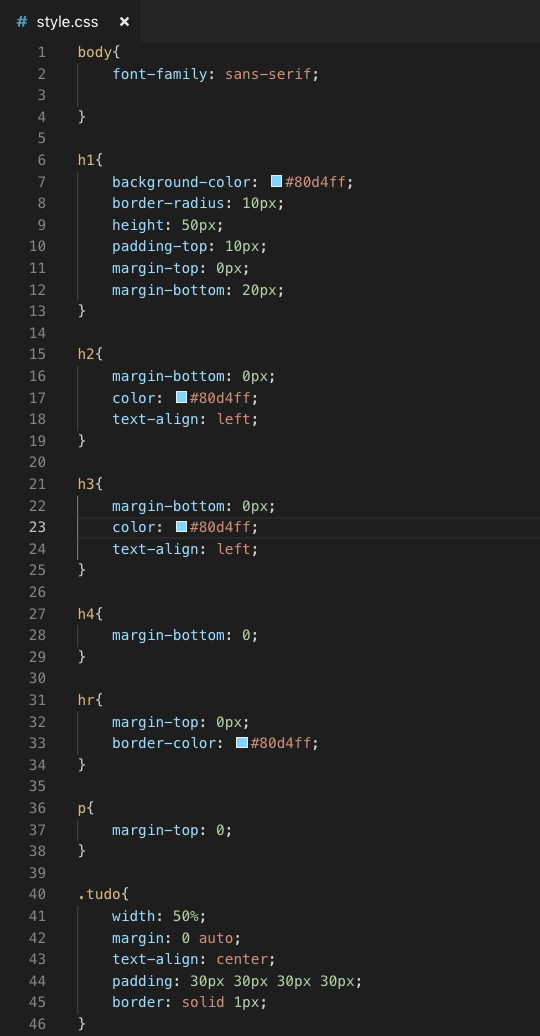 # style.css ×
1 body{
2     font-family: sans-serif;
3
4 }
5
6 h1{
7     background-color: #80d4ff;
8     border-radius: 10px;
9     height: 50px;
10     padding-top: 10px;
11     margin-top: 0px;
12     margin-bottom: 20px;
13 }
14
15 h2{
16     margin-bottom: 0px;
17     color: #80d4ff;
18     text-align: left;
19 }
20
21 h3{
22     margin-bottom: 0px;
23     color: #80d4ff;
24     text-align: left;
25 }
26
27 h4{
28     margin-bottom: 0;
29 }
30
31 hr{
32     margin-top: 0px;
33     border-color: #80d4ff;
34 }
35
36 p{
37     margin-top: 0;
38 }
39
40 .tudo{
41     width: 50%;
42     margin: 0 auto;
43     text-align: center;
44     padding: 30px 30px 30px 30px;
45     border: solid 1px;
46 }